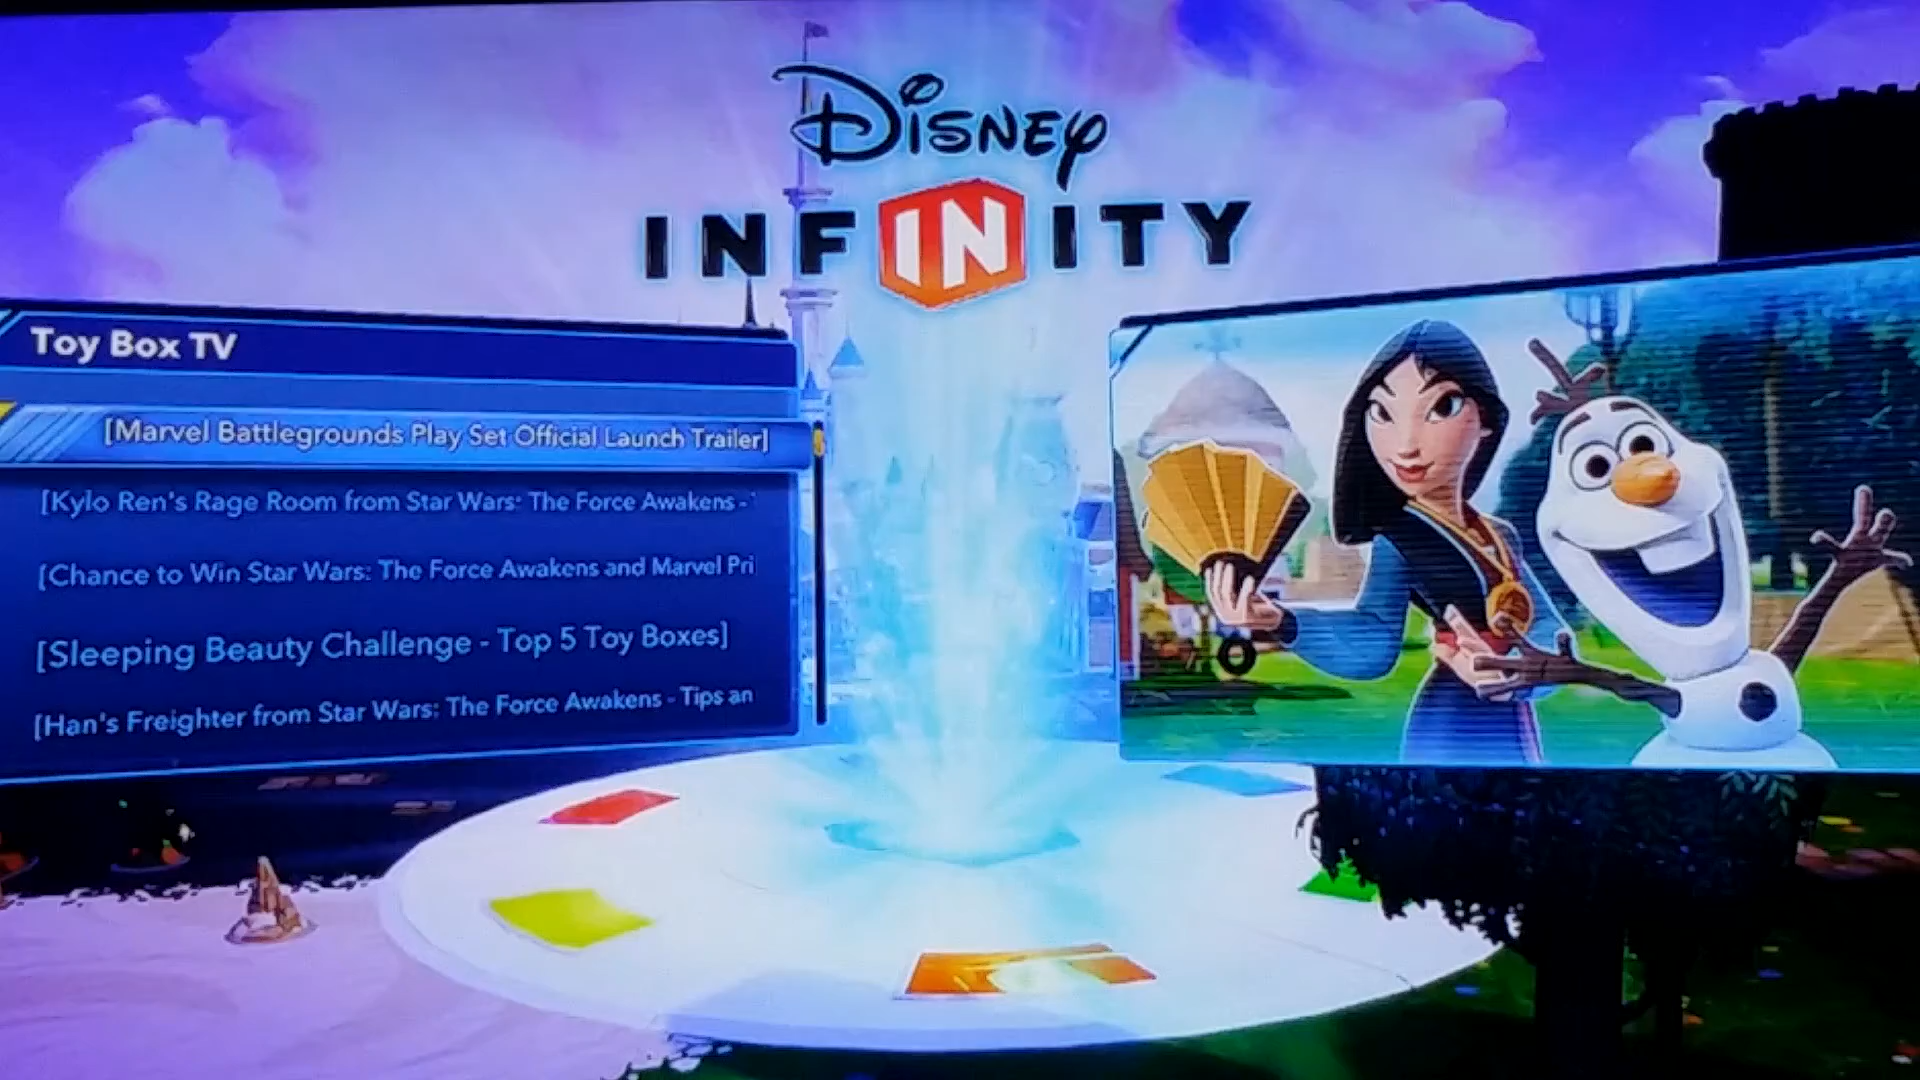 Disney
INFINITY
Toy Box TV
[Marvel Battlegrounds Play Set Official Launch Trailer]
[Kylo Ren's Rage Room from Star Wars: The Force Awakens -
[Chance to Win Star Wars: The Force Awakens and Marvel Pri
[Sleeping Beauty Challenge - Top 5 Toy Boxes]
[Han's Freighter from Star Wars: The Force Awakens - Tips an